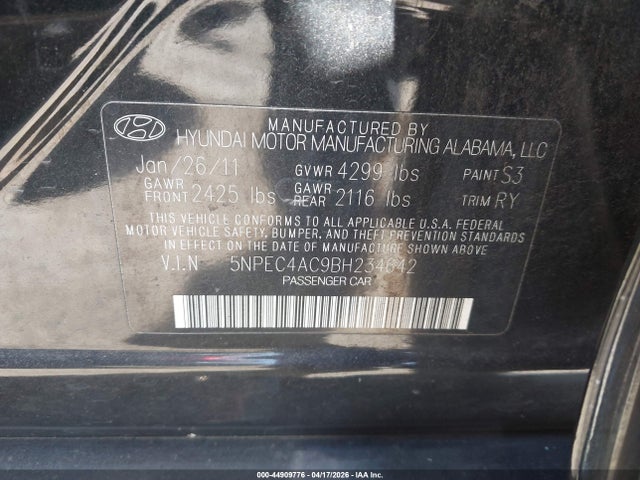 MANUFACTURED BY
HYUNDAI MOTOR MANUFACTURING ALABAMA, LLC
Jan/26/11 GVWR 4299 lbs PAINT S3
GAWR FRONT 2425 lbs GAWR REAR 2116 lbs TRIM RY
THIS VEHICLE CONFORMS TO ALL APPLICABLE U.S.A. FEDERAL
MOTOR VEHICLE SAFETY, BUMPER, AND THEFT PREVENTION STANDARDS
IN EFFECT ON THE DATE OF MANUFACTURE SHOWN ABOVE
V.I.N 5NPEC4AC9BH234642
PASSENGER CAR
000-44909776 - 04/17/2026 - IAA Inc.